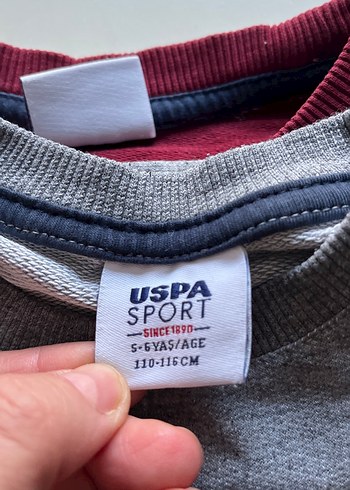 USPA
SPORT
SINCE 1890
5-6 YAŞ/AGE
110-116 CM